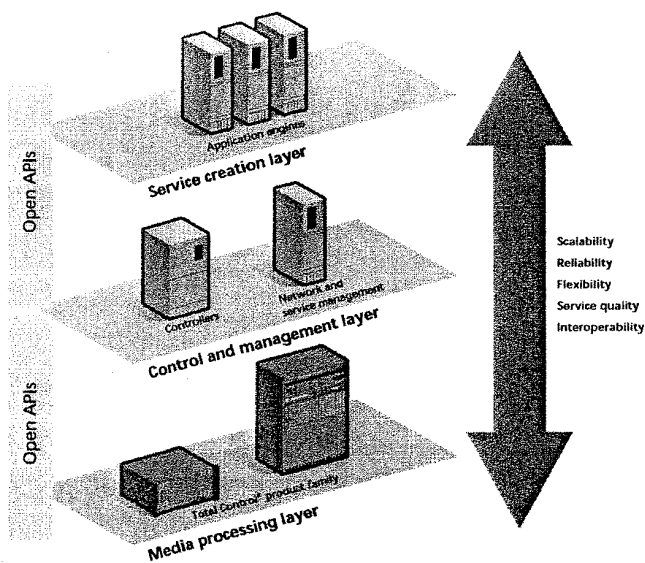 Application engines
Service creation layer
Open APIs
Controllers
Network and
service management
Control and management layer
Scalability
Reliability
Flexibility
Service quality
Interoperability
Open APIs
Total Control® product family
Media processing layer